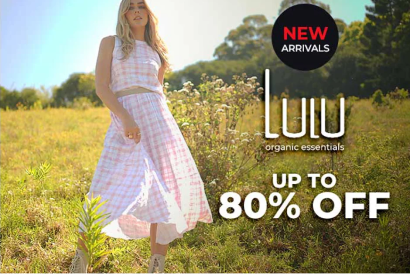 NEW
ARRIVALS
LULU
organic essentials
UP TO
80% OFF